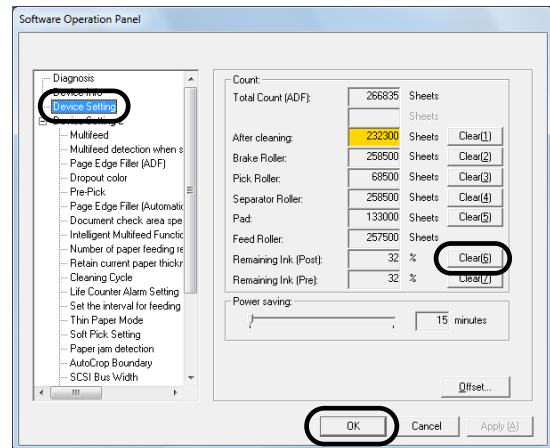 Software Operation Panel
Diagnosis
Device Info
Device Setting
Device Setting 2
Multifeed
Multifeed detection when s
Page Edge Filler (ADF)
Dropout color
Pre-Pick
Page Edge Filler (Automatic
Document check area spe
Intelligent Multifeed Functio
Number of paper feeding re
Retain current paper thickr
Cleaning Cycle
Life Counter Alarm Setting
Set the interval for feeding
Thin Paper Mode
Soft Pick Setting
Paper jam detection
AutoCrop Boundary
SCSI Bus Width
Count:
Total Count (ADF): 266835 Sheets
Sheets
After cleaning: 232300 Sheets Clear(1)
Brake Roller: 258500 Sheets Clear(2)
Pick Roller: 68500 Sheets Clear(3)
Separator Roller: 258500 Sheets Clear(4)
Pad: 133000 Sheets Clear(5)
Feed Roller: 257500 Sheets
Remaining Ink (Post): 32 % Clear(6)
Remaining Ink (Pre): 32 % Clear(7)
Power saving:
15 minutes
Offset...
OK Cancel Apply (A)